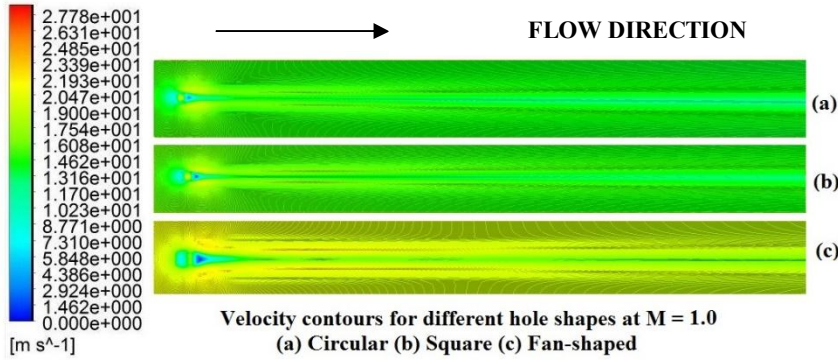 2.778e+001
2.631e+001
2.485e+001
2.339e+001
2.193e+001
2.047e+001
1.900e+001
1.754e+001
1.608e+001
1.462e+001
1.316e+001
1.170e+001
1.023e+001
8.771e+000
7.310e+000
5.848e+000
4.386e+000
2.924e+000
1.462e+000
0.000e+000
[m s^-1]
FLOW DIRECTION
(a)
(b)
(c)
Velocity contours for different hole shapes at M = 1.0
(a) Circular (b) Square (c) Fan-shaped